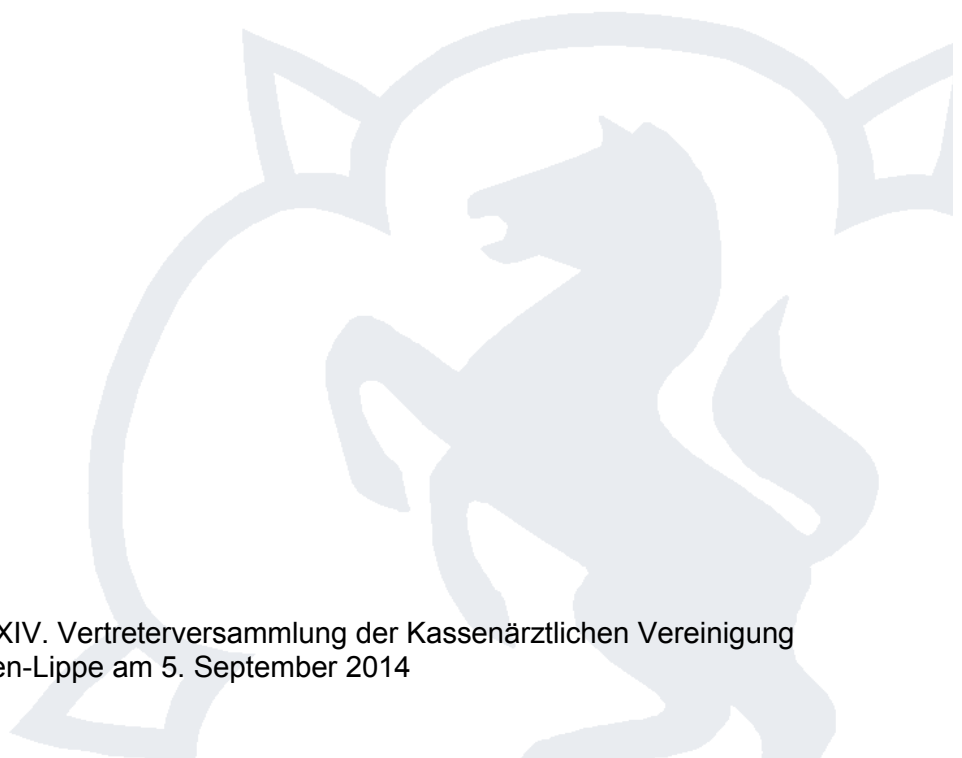 XIV. Vertreterversammlung der Kassenärztlichen Vereinigung
en-Lippe am 5. September 2014